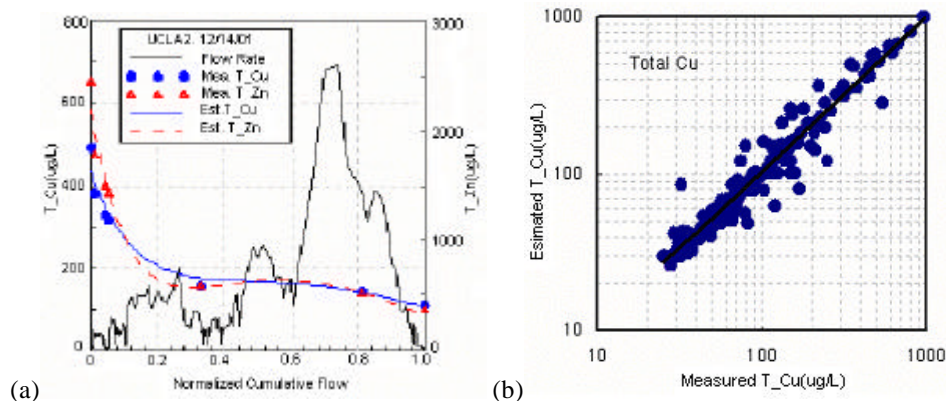 (a)
800
600
400
200
0
T_Cu(ug/L)
UCLA2. 12/14/01
Flow Rate
Mea. T_Cu
Mea. T_Zn
Est.T_Cu
Est. T_Zn
3000
2000
1000
0
T_Zn(ug/L)
0
0.2
0.4
0.6
0.8
1.0
Normalized Cumulative Flow
(b)
1000
100
10
Esimated T_Cu(ug/L)
Total Cu
10
100
1000
Measured T_Cu(ug/L)